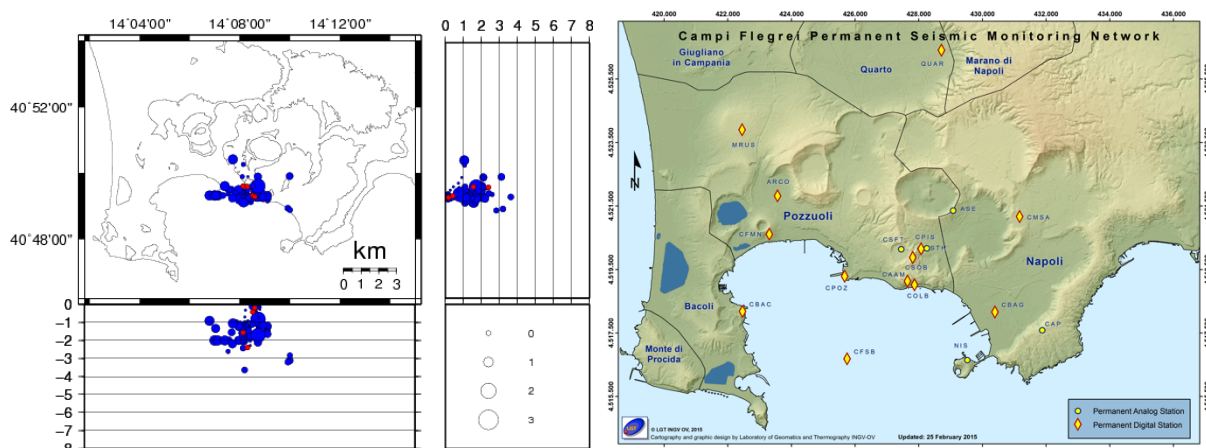 14˚04'00" 14˚08'00" 14˚12'00"
40˚52'00"
40˚48'00"
km
0 1 2 3
0 1 2 3 4 5 6 7 8
0
-1
-2
-3
-4
-5
-6
-7
-8
0
1
2
3
420.000 422.000 424.000 426.000 428.000 430.000 432.000 434.000 436.000
Campi Flegrei Permanent Seismic Monitoring Network
Giugliano
in Campania
Quarto
QUAR
Marano di
Napoli
4.525.500
4.523.500
4.521.500
4.519.500
4.517.500
4.515.500
MRUS
ARCO
Pozzuoli
ASE
CMSA
CFMN
CSFT
CPIS
STH
CSOB
Napoli
CPOZ
CAAM
COLB
Bacoli
CBAC
CBAG
CAP
Monte di
Procida
CFSB
NIS
N
Permanent Analog Station
Permanent Digital Station
LGT
© LGT INGV OV, 2015
Cartography and graphic design by Laboratory of Geomatics and Thermography INGV-OV
Updated: 25 February 2015